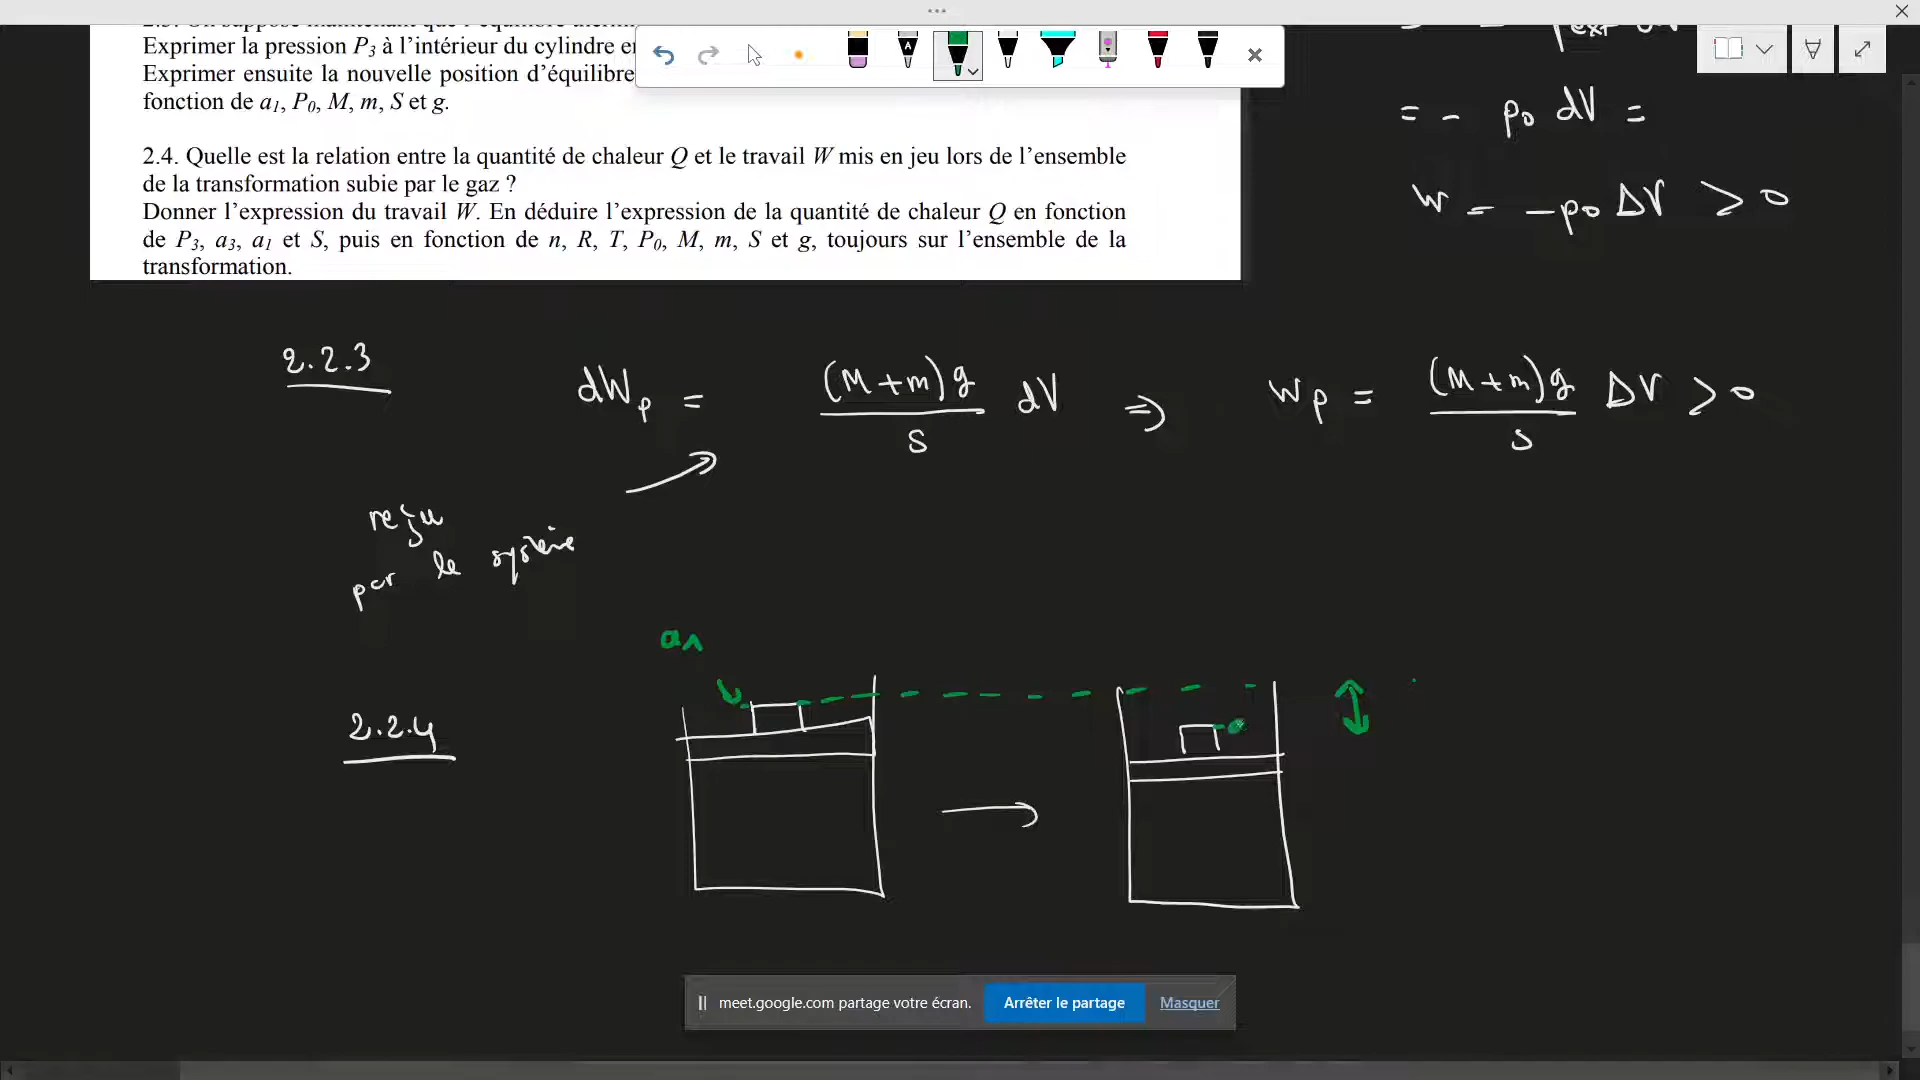 Exprimer la pression P3 à l'intérieur du cylindre en
Exprimer ensuite la nouvelle position d'équilibre
fonction de a1, P0, M, m, S et g.
2.4. Quelle est la relation entre la quantité de chaleur Q et le travail W mis en jeu lors de l'ensemble
de la transformation subie par le gaz ?
Donner l'expression du travail W. En déduire l'expression de la quantité de chaleur Q en fonction
de P3, a3, a1 et S, puis en fonction de n, R, T, P0, M, m, S et g, toujours sur l'ensemble de la
transformation.
= - p0 dV =
W = -p0 ΔV > 0
2.2.3
dWp = (M+m)g / S dV => Wp = (M+m)g / S ΔV > 0
reçu
par le système
a1
2.2.4
meet.google.com partage votre écran.
Arrêter le partage
Masquer